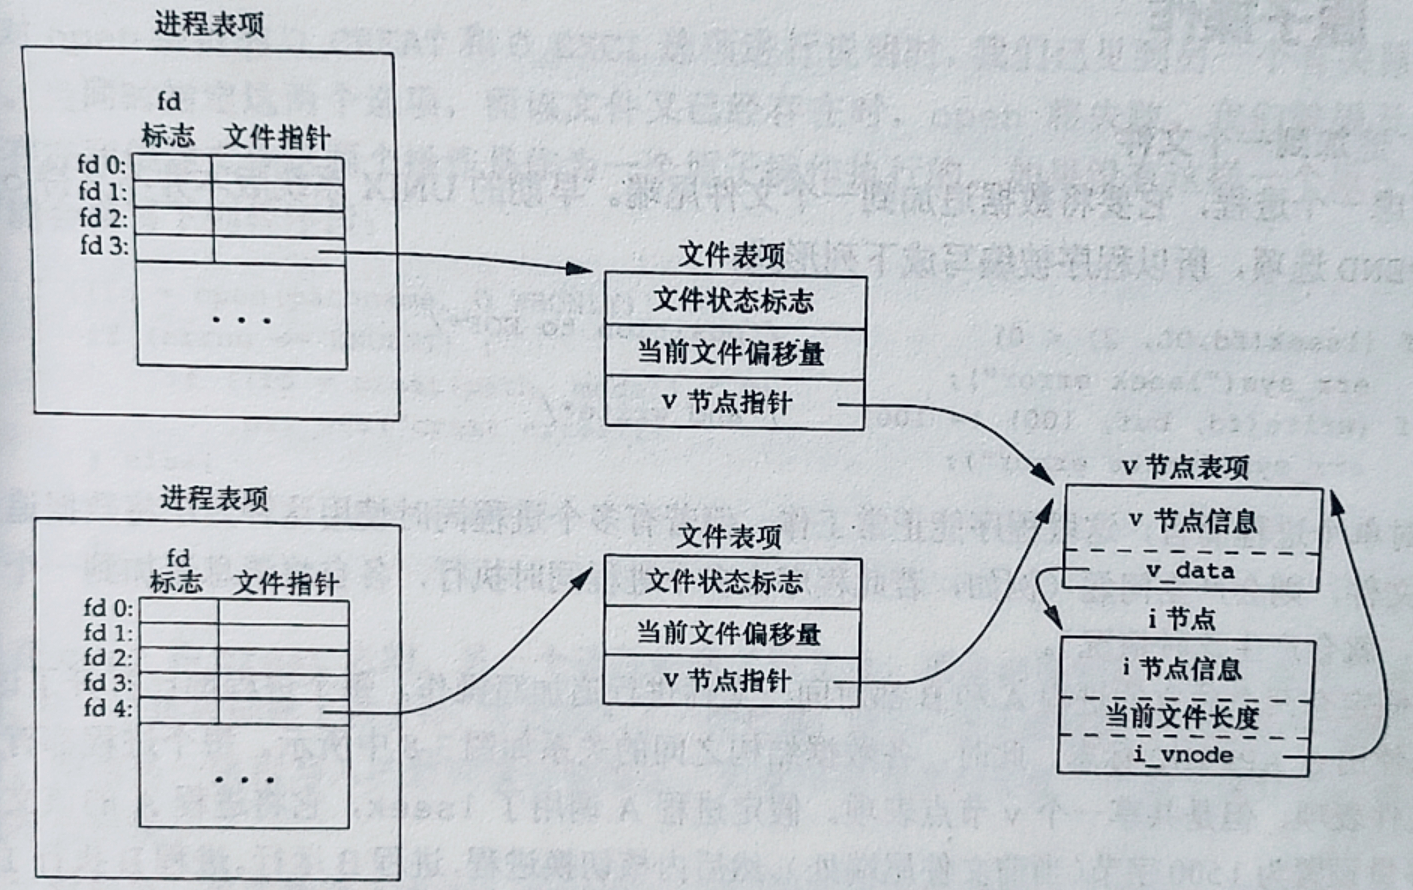 进程表项
fd
标志 文件指针
fd 0:
fd 1:
fd 2:
fd 3:
...
文件表项
文件状态标志
当前文件偏移量
v 节点指针
进程表项
fd
标志 文件指针
fd 0:
fd 1:
fd 2:
fd 3:
fd 4:
...
文件表项
文件状态标志
当前文件偏移量
v 节点指针
v 节点表项
v 节点信息
v_data
i 节点
i 节点信息
当前文件长度
i_vnode